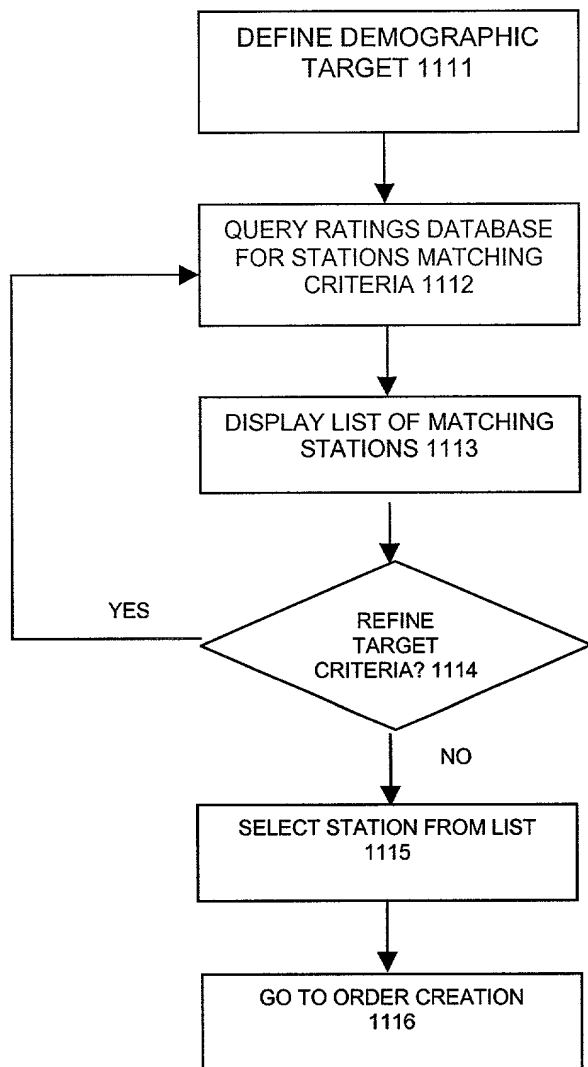 DEFINE DEMOGRAPHIC
TARGET 1111
QUERY RATINGS DATABASE
FOR STATIONS MATCHING
CRITERIA 1112
DISPLAY LIST OF MATCHING
STATIONS 1113
YES
REFINE
TARGET
CRITERIA? 1114
NO
SELECT STATION FROM LIST
1115
GO TO ORDER CREATION
1116